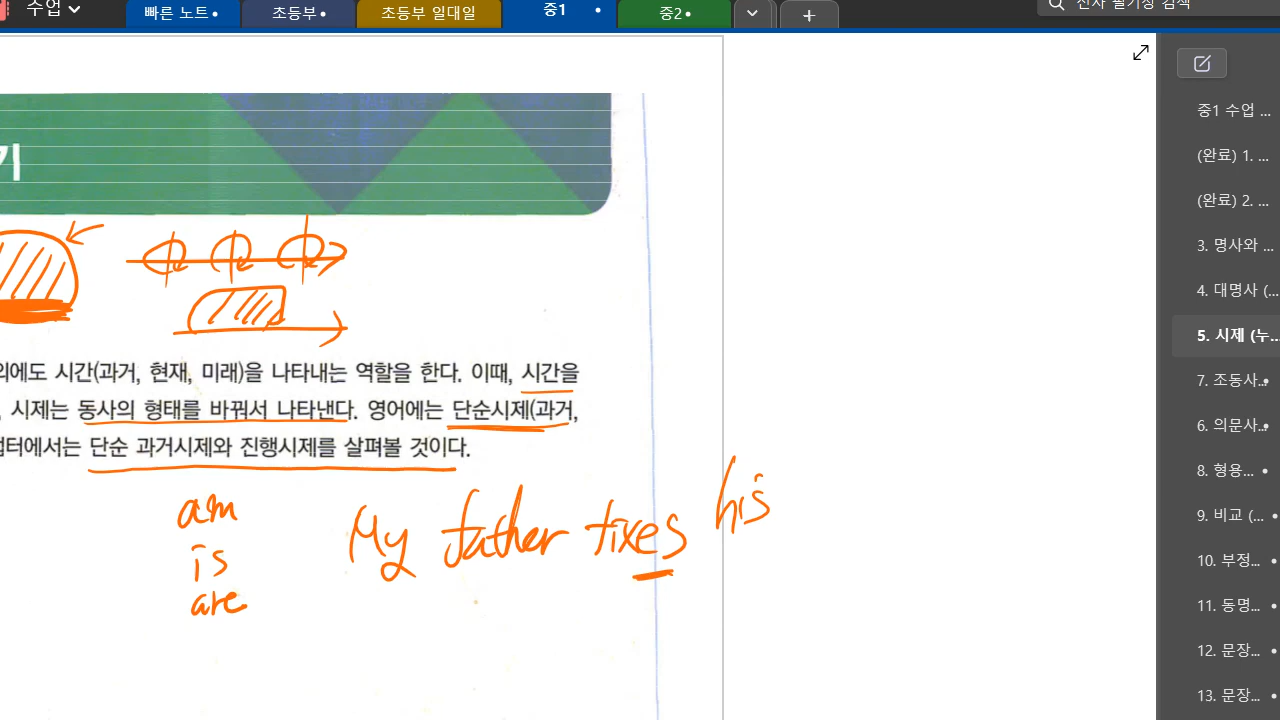 수업
빠른 노트
초등부
초등부 일대일
중1
중2
+
전자 필기장 검색
중1 수업 ...
(완료) 1. ...
(완료) 2. ...
3. 명사와 ...
4. 대명사 (...
5. 시제 (누...
7. 조동사..
6. 의문사..
8. 형용...
9. 비교 (...
10. 부정...
11. 동명...
12. 문장...
13. 문장...
기
외에도 시간(과거, 현재, 미래)을 나타내는 역할을 한다. 이때, 시간을
, 시제는 동사의 형태를 바꿔서 나타낸다. 영어에는 단순시제(과거,
챕터에서는 단순 과거시제와 진행시제를 살펴볼 것이다.
am
is
are
My father fixes his